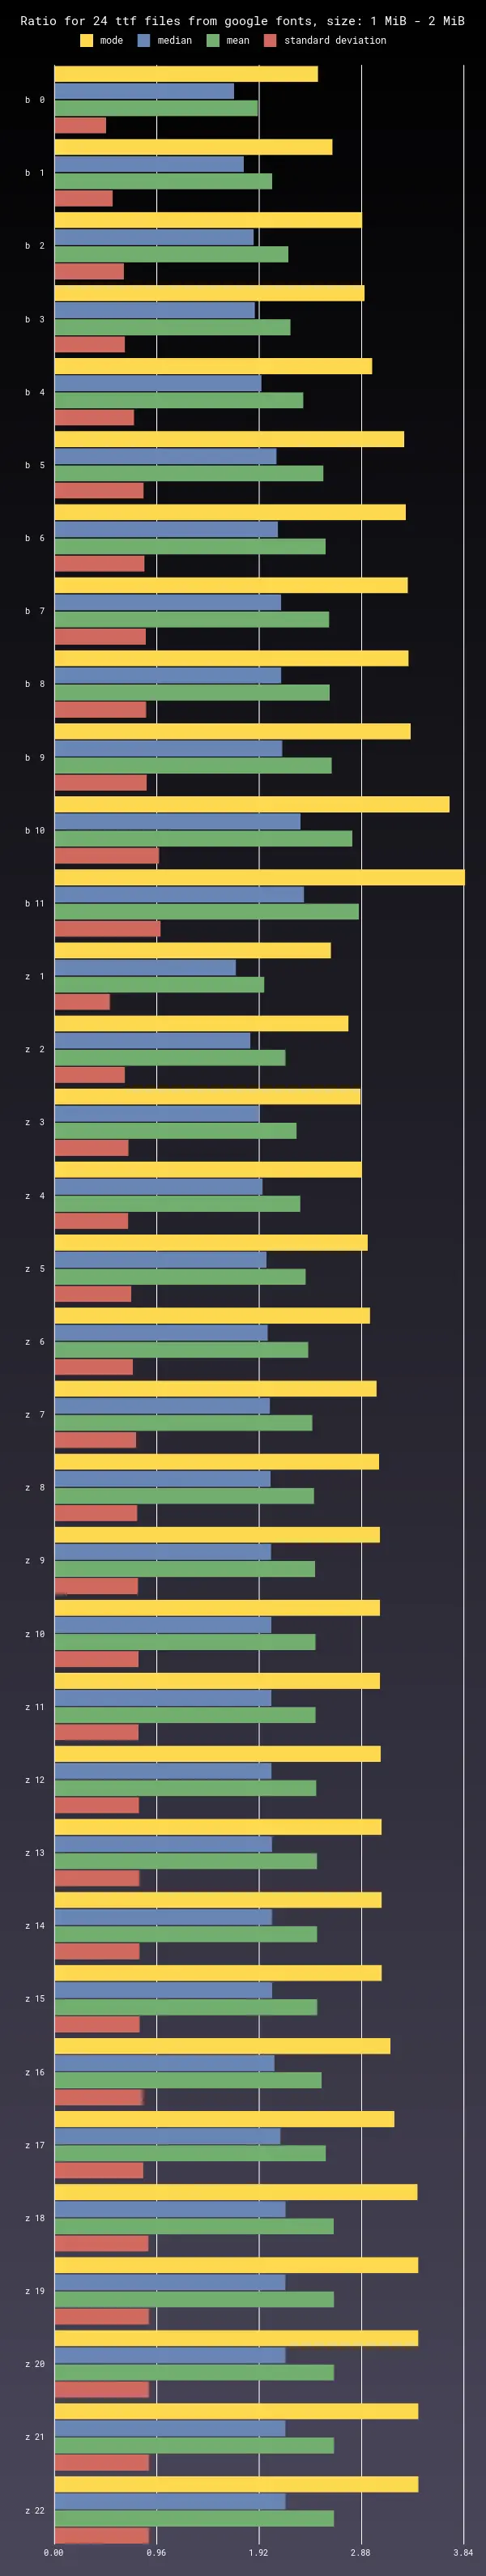 Ratio for 24 ttf files from google fonts, size: 1 MiB - 2 MiB
mode median mean standard deviation
b 0
b 1
b 2
b 3
b 4
b 5
b 6
b 7
b 8
b 9
b 10
b 11
z 1
z 2
z 3
z 4
z 5
z 6
z 7
z 8
z 9
z 10
z 11
z 12
z 13
z 14
z 15
z 16
z 17
z 18
z 19
z 20
z 21
z 22
0.00 0.96 1.92 2.88 3.84